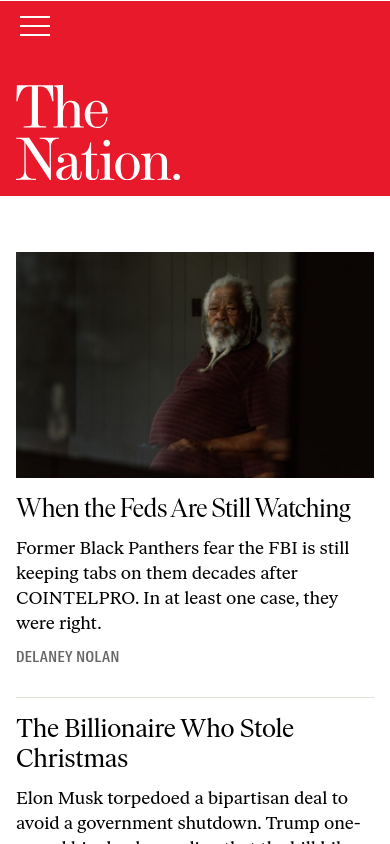 The
Nation.
When the Feds Are Still Watching
Former Black Panthers fear the FBI is still
keeping tabs on them decades after
COINTELPRO. In at least one case, they
were right.
DELANEY NOLAN
The Billionaire Who Stole
Christmas
Elon Musk torpedoed a bipartisan deal to
avoid a government shutdown. Trump one-